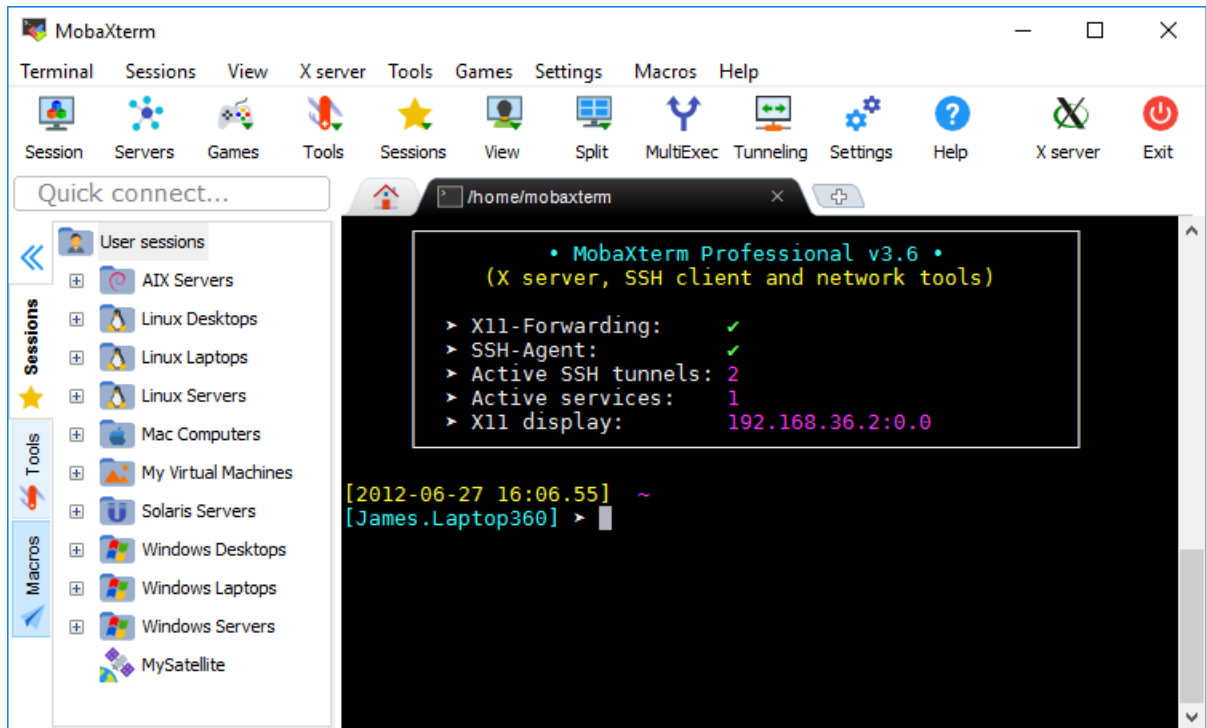 MobaXterm
Terminal Sessions View X server Tools Games Settings Macros Help
Session Servers Games Tools Sessions View Split MultiExec Tunneling Settings Help X server Exit
Quick connect...
/home/mobaxterm
Sessions
Tools
Macros
User sessions
AIX Servers
Linux Desktops
Linux Laptops
Linux Servers
Mac Computers
My Virtual Machines
Solaris Servers
Windows Desktops
Windows Laptops
Windows Servers
MySatellite
• MobaXterm Professional v3.6 •
(X server, SSH client and network tools)
➤ X11-Forwarding: ✔
➤ SSH-Agent: ✔
➤ Active SSH tunnels: 2
➤ Active services: 1
➤ X11 display: 192.168.36.2:0.0
[2012-06-27 16:06.55] ~
[James.Laptop360] ➤